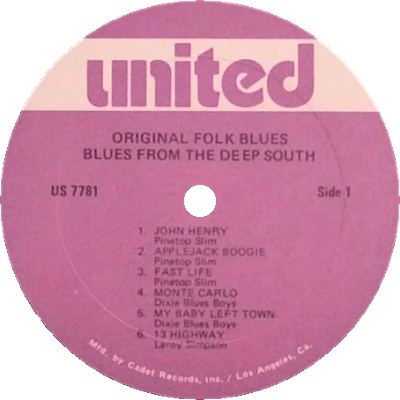 united
ORIGINAL FOLK BLUES
BLUES FROM THE DEEP SOUTH
US 7781
Side 1
1. JOHN HENRY
Pinetop Slim
2. APPLEJACK BOOGIE
Pinetop Slim
3. FAST LIFE
Pinetop Slim
4. MONTE CARLO
Dixie Blues Boys
5. MY BABY LEFT TOWN
Dixie Blues Boys
6. 13 HIGHWAY
Leroy Simpson
Mfd. by Cadet Records, Inc. / Los Angeles, Ca.